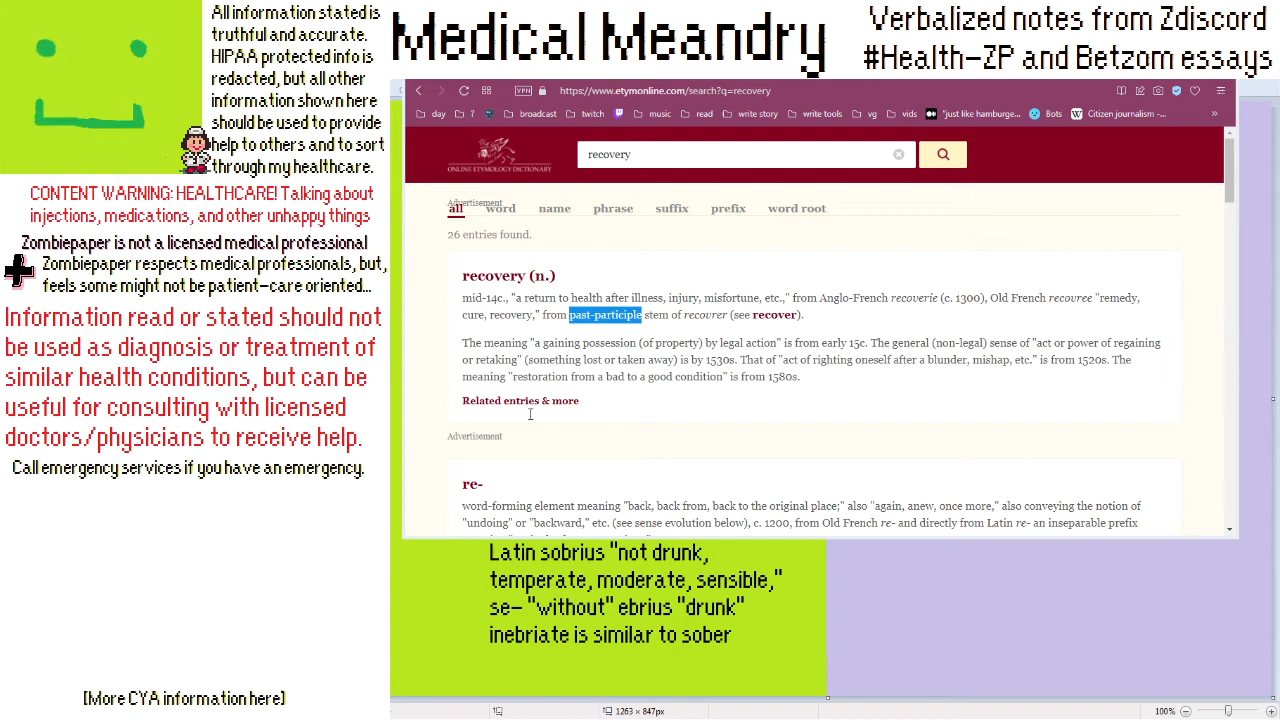 All information stated is
truthful and accurate.
HIPAA protected info is
redacted, but all other
information shown here
should be used to provide
help to others and to sort
through my healthcare.
CONTENT WARNING: HEALTHCARE! Talking about
injections, medications, and other unhappy things
Zombiepaper is not a licensed medical professional
Zombiepaper respects medical professionals, but,
feels some might not be patient-care oriented...
Information read or stated should not
be used as diagnosis or treatment of
similar health conditions, but can be
useful for consulting with licensed
doctors/physicians to receive help.
Call emergency services if you have an emergency.
[More CYA information here]
Medical Meandry
Verbalized notes from Zdiscord
#Health-ZP and Betzom essays
VPN https://www.etymonline.com/search?q=recovery
day ? broadcast twitch music read write story write tools vg vids "just like hamburge... Bots Citizen journalism -... »
ONLINE ETYMOLOGY DICTIONARY
recovery
Advertisement
all word name phrase suffix prefix word root
26 entries found.
recovery (n.)
mid-14c., "a return to health after illness, injury, misfortune, etc.," from Anglo-French recoverie (c. 1300), Old French recovree "remedy,
cure, recovery," from past-participle stem of recovrer (see recover).
The meaning "a gaining possession (of property) by legal action" is from early 15c. The general (non-legal) sense of "act or power of regaining
or retaking" (something lost or taken away) is by 1530s. That of "act of righting oneself after a blunder, mishap, etc." is from 1520s. The
meaning "restoration from a bad to a good condition" is from 1580s.
Related entries & more
Advertisement
re-
word-forming element meaning "back, back from, back to the original place;" also "again, anew, once more," also conveying the notion of
"undoing" or "backward," etc. (see sense evolution below), c. 1200, from Old French re- and directly from Latin re- an inseparable prefix
Latin sobrius "not drunk,
temperate, moderate, sensible,"
se- "without" ebrius "drunk"
inebriate is similar to sober
1263 × 847px
100%